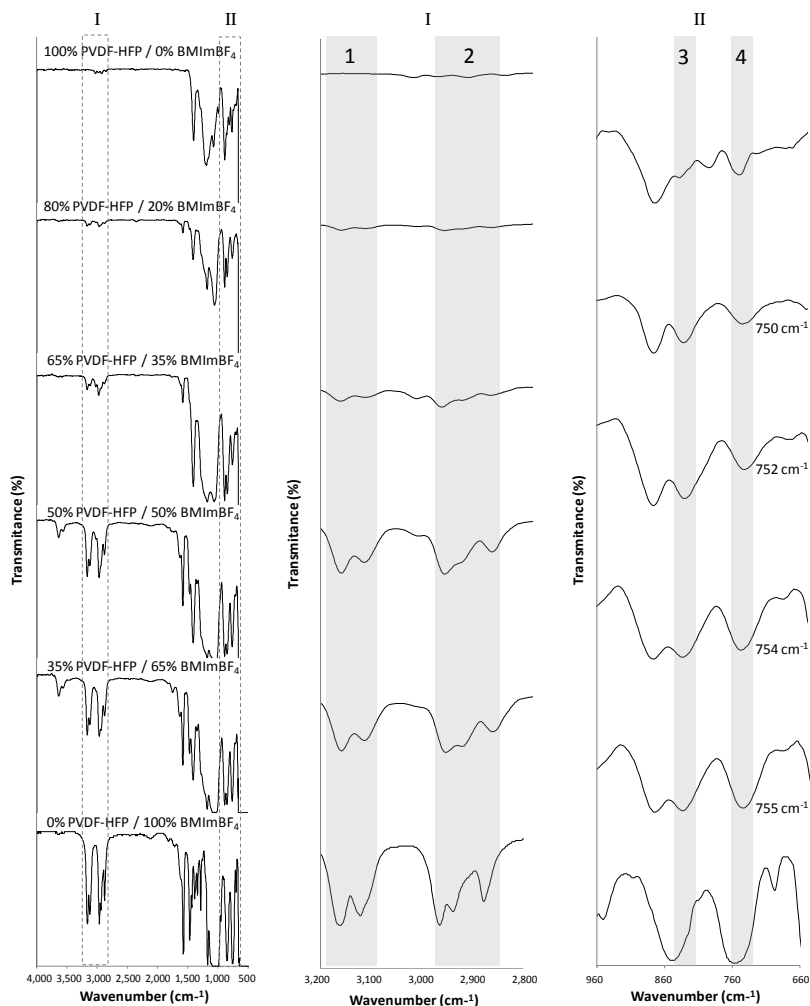 I
II
100% PVDF-HFP / 0% BMImBF4
80% PVDF-HFP / 20% BMImBF4
65% PVDF-HFP / 35% BMImBF4
50% PVDF-HFP / 50% BMImBF4
35% PVDF-HFP / 65% BMImBF4
0% PVDF-HFP / 100% BMImBF4
Transmitance (%)
4,000 3,500 3,000 2,500 2,000 1,500 1,000 500
Wavenumber (cm-1)
I
1
2
Transmitance (%)
3,200 3,100 3,000 2,900 2,800
Wavenumber (cm-1)
II
3
4
750 cm-1
752 cm-1
754 cm-1
755 cm-1
Transmitance (%)
960 860 760 660
Wavenumber (cm-1)